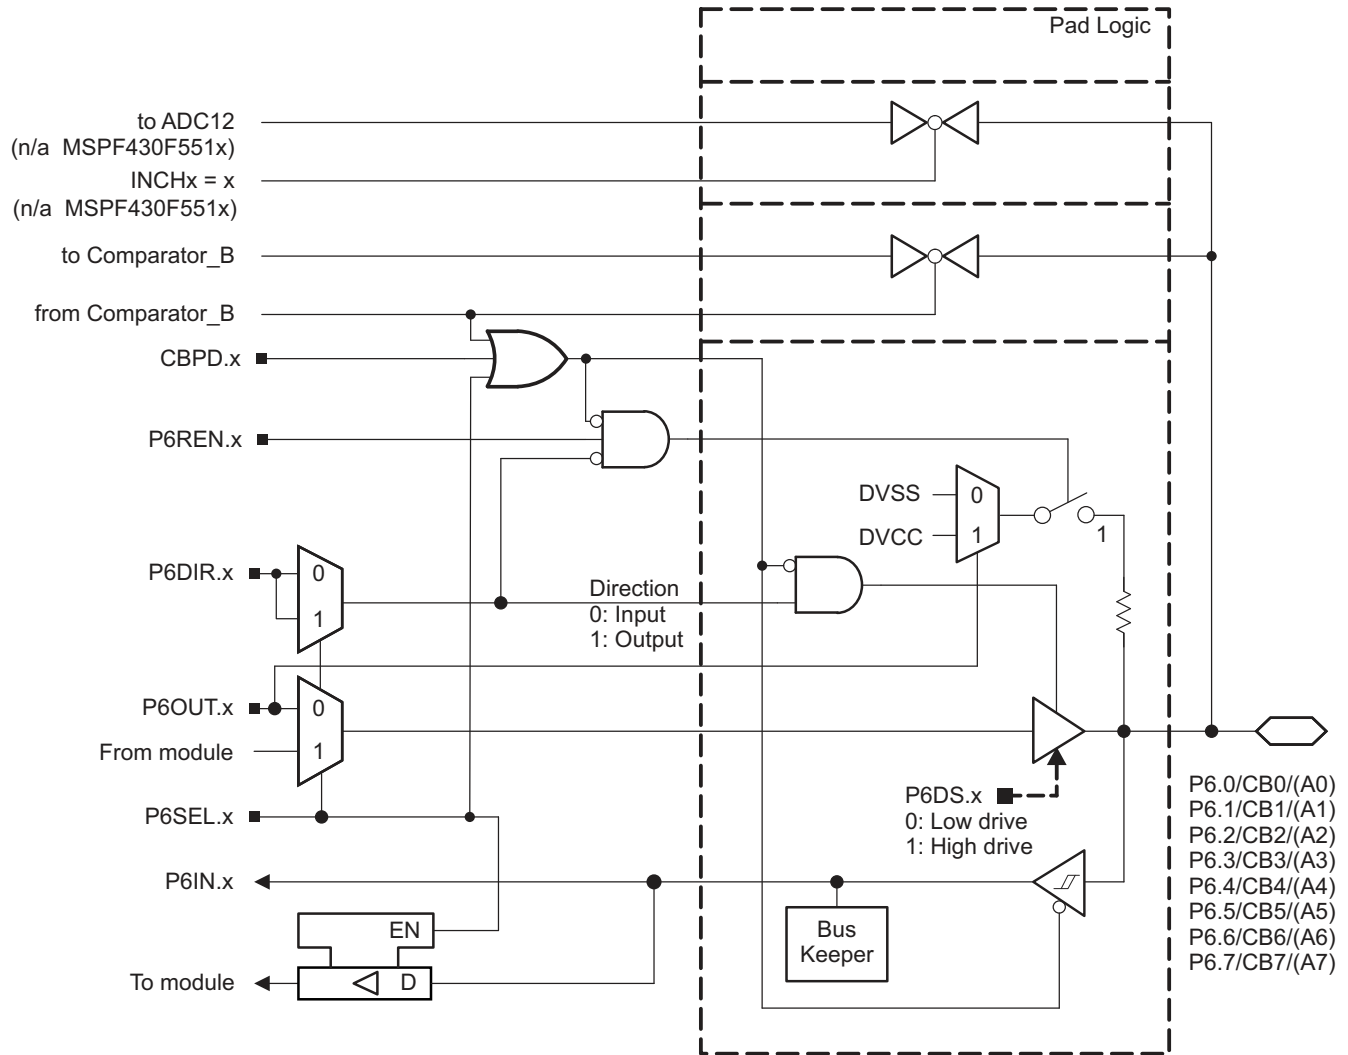 Pad Logic
to ADC12
(n/a MSPF430F551x)
INCHx = x
(n/a MSPF430F551x)
to Comparator_B
from Comparator_B
CBPD.x
P6REN.x
DVSS
0
DVCC
1
1
P6DIR.x
0
1
Direction
0: Input
1: Output
P6OUT.x
0
From module
1
P6SEL.x
P6DS.x
0: Low drive
1: High drive
P6.0/CB0/(A0)
P6.1/CB1/(A1)
P6.2/CB2/(A2)
P6.3/CB3/(A3)
P6.4/CB4/(A4)
P6.5/CB5/(A5)
P6.6/CB6/(A6)
P6.7/CB7/(A7)
P6IN.x
EN
Bus
Keeper
To module
D